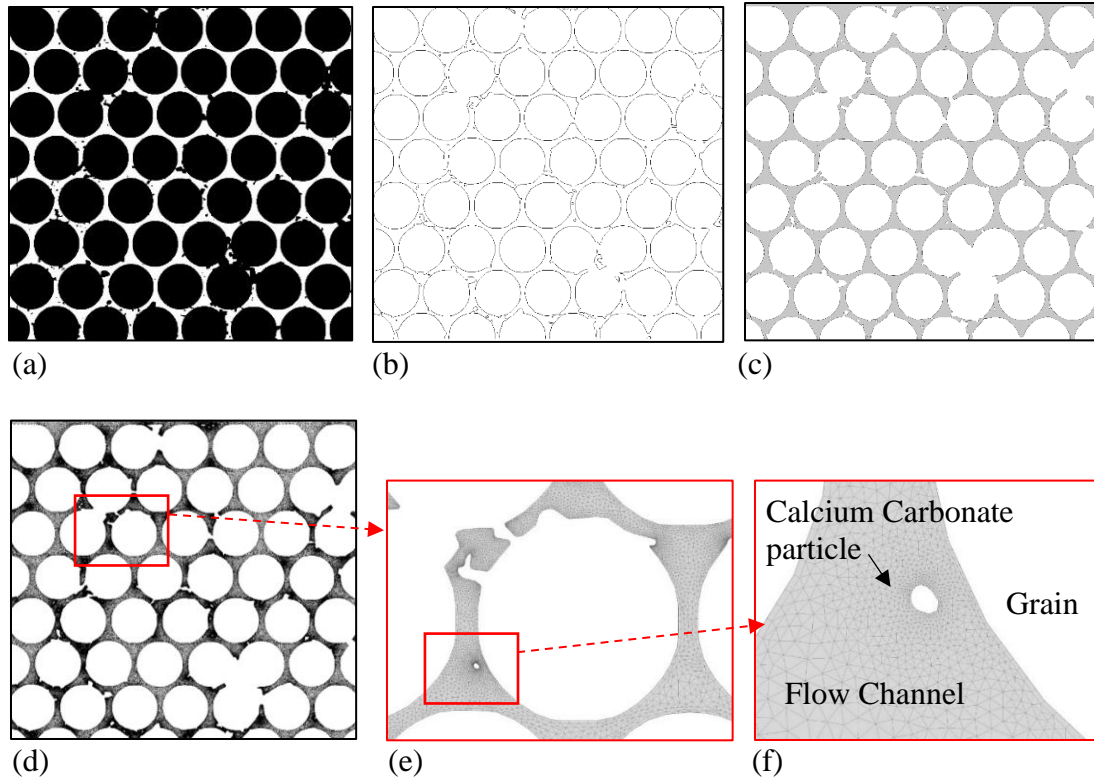 (a)
(b)
(c)
Calcium Carbonate
particle
Grain
Flow Channel
(d)
(e)
(f)